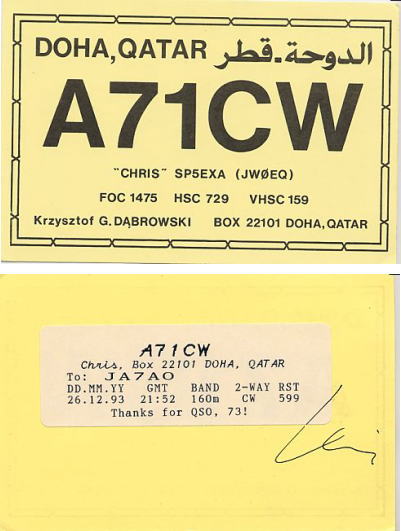 DOHA, QATAR الدوحة-قطر
A71CW
"CHRIS" SP5EXA (JWØEQ)
FOC 1475 HSC 729 VHSC 159
Krzysztof G. DĄBROWSKI BOX 22101 DOHA, QATAR
A71CW
Chris, Box 22101 DOHA, QATAR
To: JA7AO
DD.MM.YY GMT BAND 2-WAY RST
26.12.93 21:52 160m CW 599
Thanks for QSO, 73!